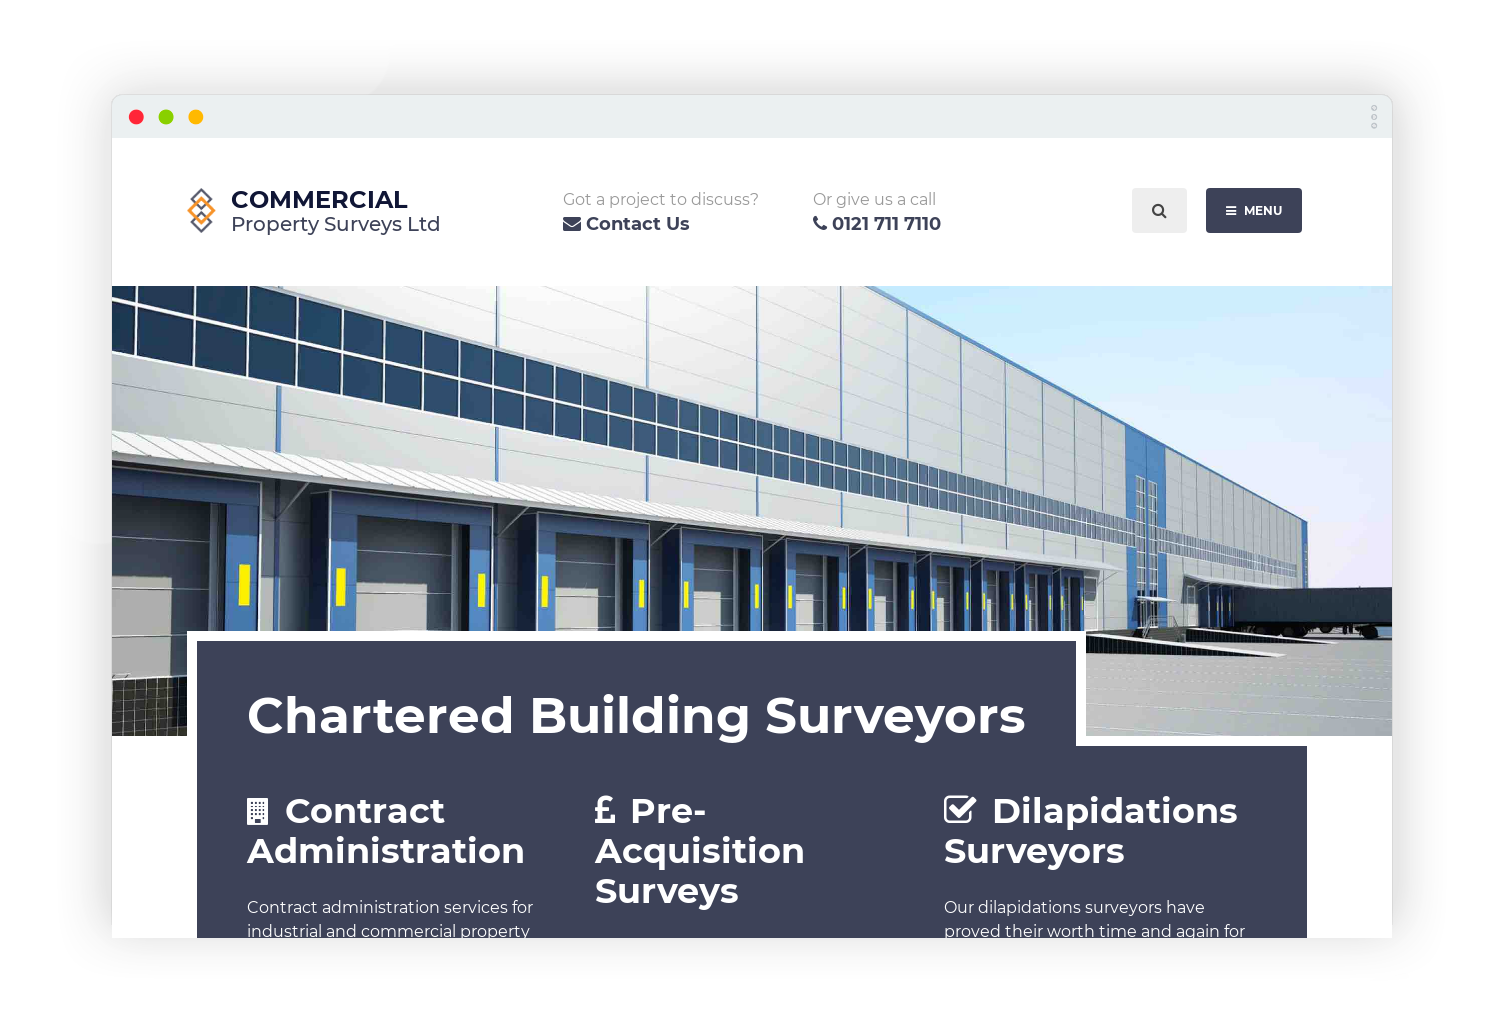 COMMERCIAL
Property Surveys Ltd
Got a project to discuss?
Contact Us
Or give us a call
0121 711 7110
MENU
Chartered Building Surveyors
Contract
Administration
Contract administration services for
industrial and commercial property
£ Pre-
Acquisition
Surveys
Dilapidations
Surveyors
Our dilapidations surveyors have
proved their worth time and again for